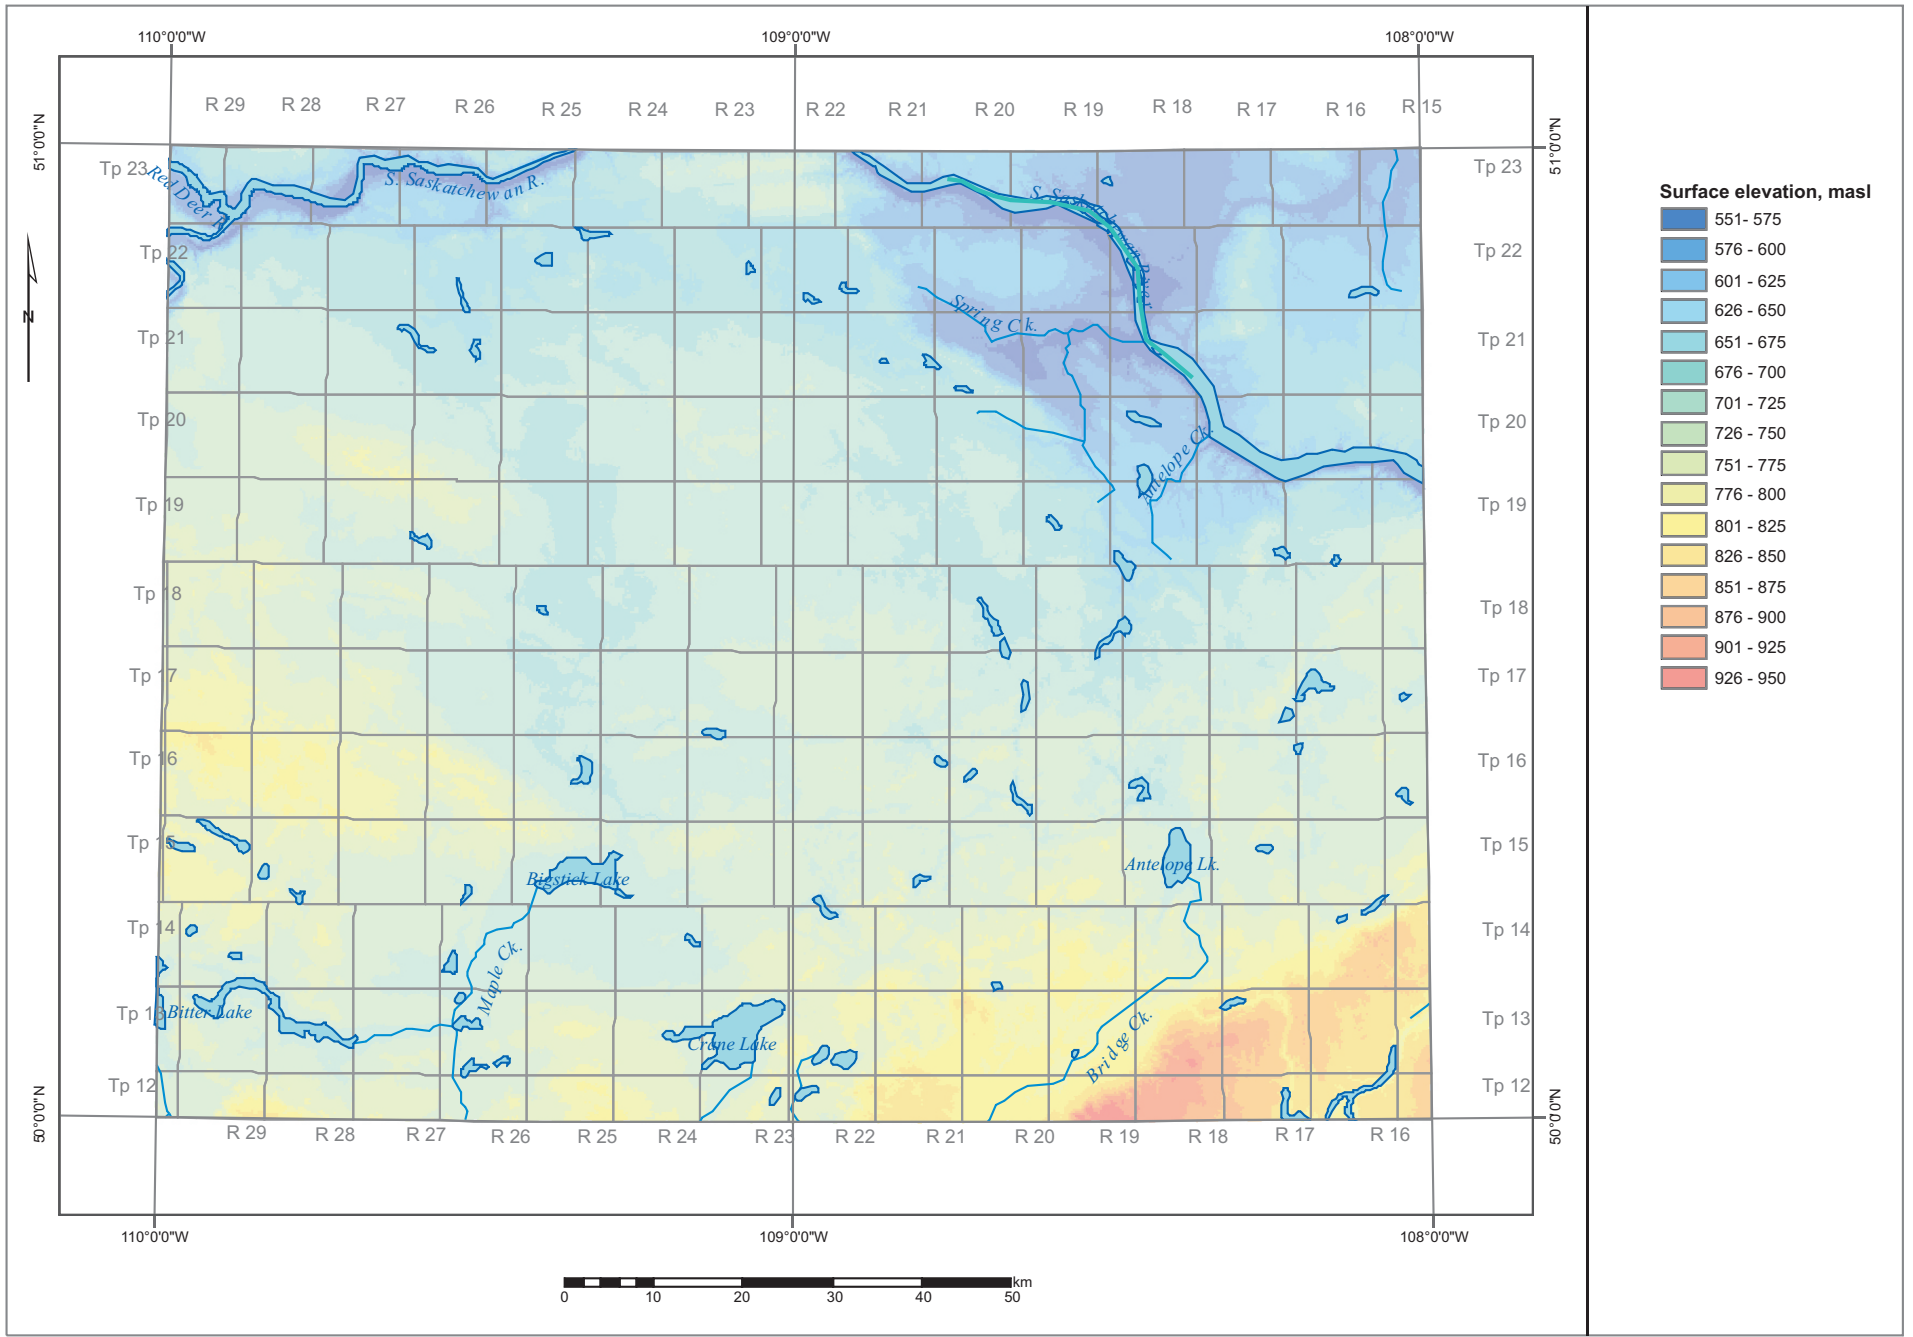 110°0'0"W 109°0'0"W 108°0'0"W
R 29 R 28 R 27 R 26 R 25 R 24 R 23 R 22 R 21 R 20 R 19 R 18 R 17 R 16 R 15
51°0'0"N
51°0'0"N
Tp 23 Tp 23
Red Deer R.
S. Saskatchewan R.
S. Saskatchewan River
Tp 22 Tp 22
Spring Ck.
N
Tp 21 Tp 21
Tp 20 Tp 20
Antelope Ck.
Tp 19 Tp 19
Tp 18 Tp 18
Tp 17 Tp 17
Tp 16 Tp 16
Tp 15 Tp 15
Antelope Lk.
Bigstick Lake
Tp 14 Tp 14
Maple Ck.
Tp 13 Tp 13
Bitter Lake
Crane Lake
Bridge Ck.
Tp 12 Tp 12
50°0'0"N
50°0'0"N
R 29 R 28 R 27 R 26 R 25 R 24 R 23 R 22 R 21 R 20 R 19 R 18 R 17 R 16
110°0'0"W 109°0'0"W 108°0'0"W
km
0 10 20 30 40 50
Surface elevation, masl
551- 575
576 - 600
601 - 625
626 - 650
651 - 675
676 - 700
701 - 725
726 - 750
751 - 775
776 - 800
801 - 825
826 - 850
851 - 875
876 - 900
901 - 925
926 - 950